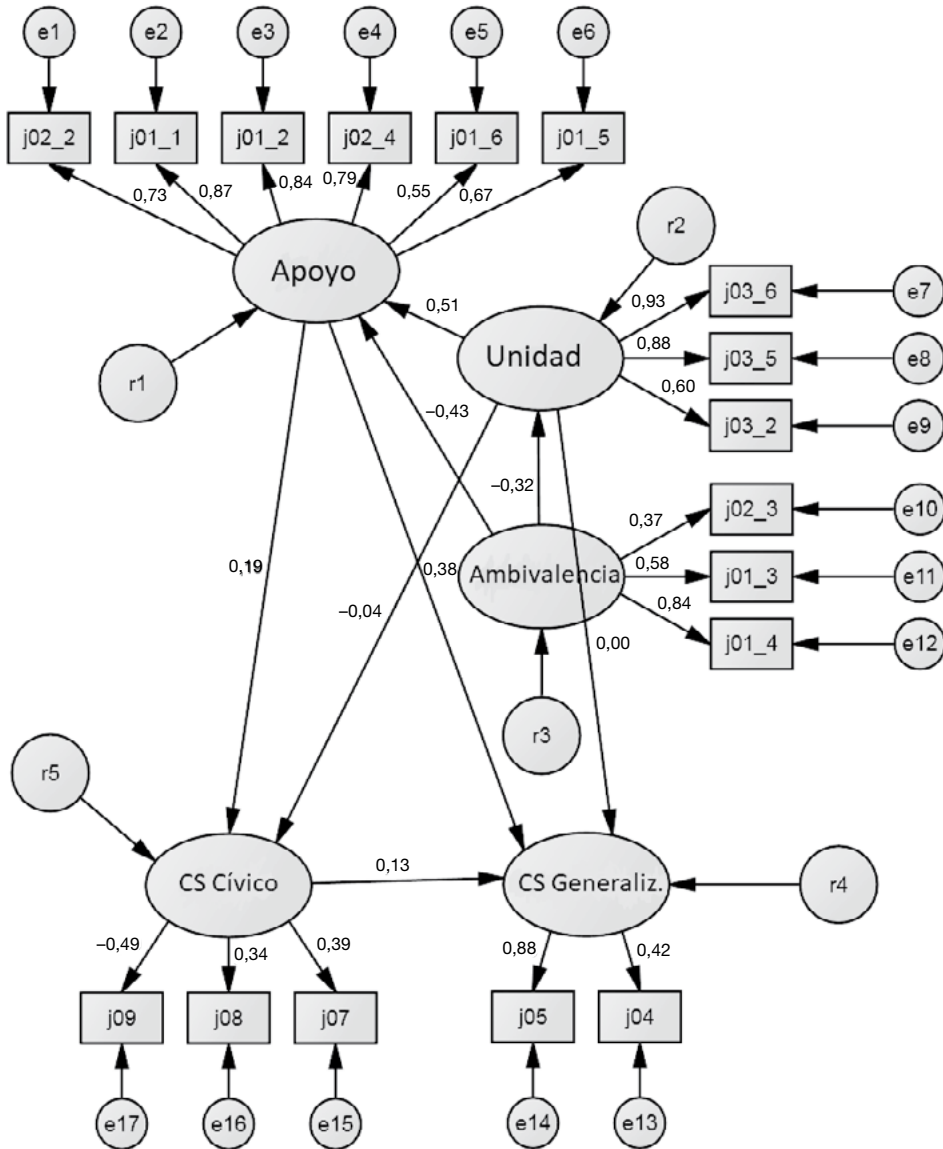 e1 e2 e3 e4 e5 e6
j02_2 j01_1 j01_2 j02_4 j01_6 j01_5
0,73 0,87 0,84 0,79 0,55 0,67
r2
Apoyo
0,51
0,93 j03_6 e7
r1
Unidad
0,88 j03_5 e8
0,60
j03_2 e9
−0,43
−0,32
0,37 j02_3 e10
0,19 0,38 Ambivalencia 0,58 j01_3 e11
−0,04 0,84
0,00 j01_4 e12
r3
r5
CS Cívico 0,13 CS Generaliz. r4
−0,49 0,34 0,39 0,88 0,42
j09 j08 j07 j05 j04
e17 e16 e15 e14 e13